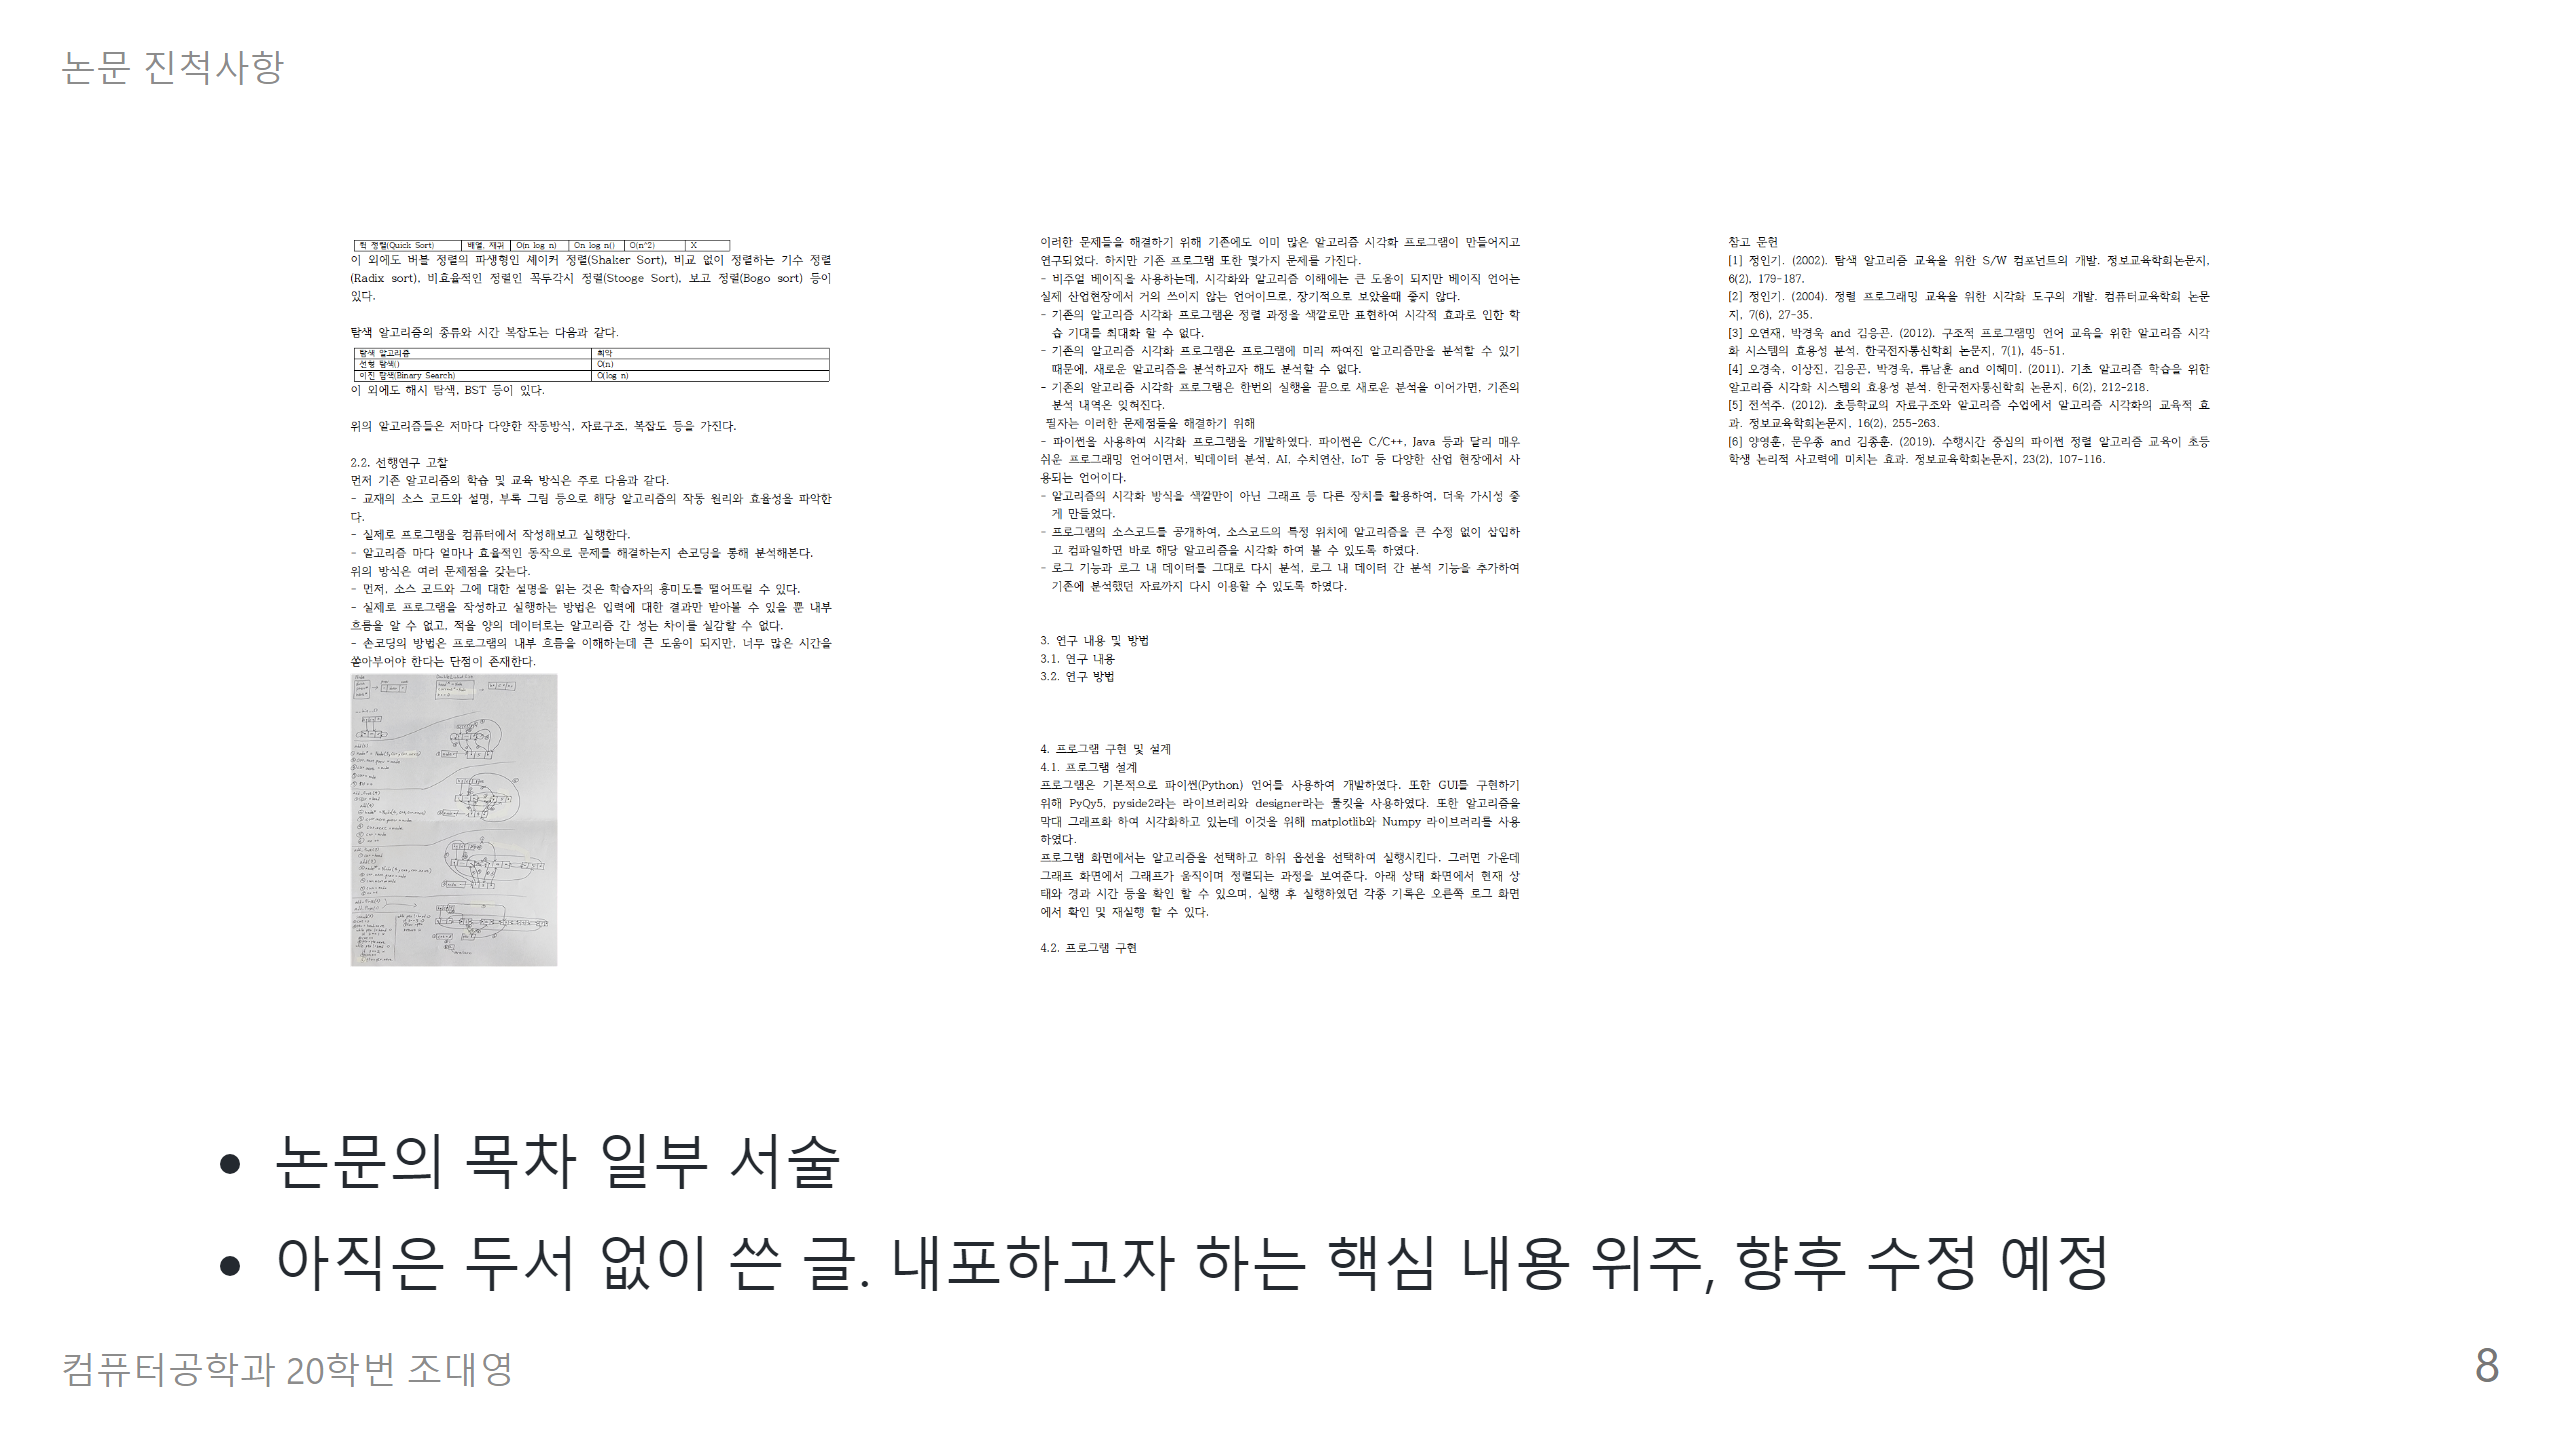 논문 진척사항
퀵 정렬(Quick Sort) 배열, 재귀 O(n log n) On log n() O(n^2) X
이 외에도 버블 정렬의 파생형인 셰이커 정렬(Shaker Sort), 비교 없이 정렬하는 기수 정렬
(Radix sort), 비효율적인 정렬인 꼭두각시 정렬(Stooge Sort), 보고 정렬(Bogo sort) 등이
있다.
탐색 알고리즘의 종류와 시간 복잡도는 다음과 같다.
탐색 알고리즘 최악
선형 탐색() O(n)
이진 탐색(Binary Search) O(log n)
이 외에도 해시 탐색, BST 등이 있다.
위의 알고리즘들은 저마다 다양한 작동방식, 자료구조, 복잡도 등을 가진다.
2.2. 선행연구 고찰
먼저 기존 알고리즘의 학습 및 교육 방식은 주로 다음과 같다.
- 교재의 소스 코드와 설명, 부록 그림 등으로 해당 알고리즘의 작동 원리와 효율성을 파악한
다.
- 실제로 프로그램을 컴퓨터에서 작성해보고 실행한다.
- 알고리즘 마다 얼마나 효율적인 동작으로 문제를 해결하는지 손코딩을 통해 분석해본다.
위의 방식은 여러 문제점을 갖는다.
- 먼저, 소스 코드와 그에 대한 설명을 읽는 것은 학습자의 흥미도를 떨어뜨릴 수 있다.
- 실제로 프로그램을 작성하고 실행하는 방법은 입력에 대한 결과만 받아볼 수 있을 뿐 내부
흐름을 알 수 없고, 적을 양의 데이터로는 알고리즘 간 성능 차이를 실감할 수 없다.
- 손코딩의 방법은 프로그램의 내부 흐름을 이해하는데 큰 도움이 되지만, 너무 많은 시간을
쏟아부어야 한다는 단점이 존재한다.
이러한 문제들을 해결하기 위해 기존에도 이미 많은 알고리즘 시각화 프로그램이 만들어지고
연구되었다. 하지만 기존 프로그램 또한 몇가지 문제를 가진다.
- 비주얼 베이직을 사용하는데, 시각화와 알고리즘 이해에는 큰 도움이 되지만 베이직 언어는
실제 산업현장에서 거의 쓰이지 않는 언어이므로, 장기적으로 보았을때 좋지 않다.
- 기존의 알고리즘 시각화 프로그램은 정렬 과정을 색깔로만 표현하여 시각적 효과로 인한 학
습 기대를 최대화 할 수 없다.
- 기존의 알고리즘 시각화 프로그램은 프로그램에 미리 짜여진 알고리즘만을 분석할 수 있기
때문에, 새로운 알고리즘을 분석하고자 해도 분석할 수 없다.
- 기존의 알고리즘 시각화 프로그램은 한번의 실행을 끝으로 새로운 분석을 이어가면, 기존의
분석 내역은 잊혀진다.
필자는 이러한 문제점들을 해결하기 위해
- 파이썬을 사용하여 시각화 프로그램을 개발하였다. 파이썬은 C/C++, Java 등과 달리 매우
쉬운 프로그래밍 언어이면서, 빅데이터 분석, AI, 수치연산, IoT 등 다양한 산업 현장에서 사
용되는 언어이다.
- 알고리즘의 시각화 방식을 색깔만이 아닌 그래프 등 다른 장치를 활용하여, 더욱 가시성 좋
게 만들었다.
- 프로그램의 소스코드를 공개하여, 소스코드의 특정 위치에 알고리즘을 큰 수정 없이 삽입하
고 컴파일하면 바로 해당 알고리즘을 시각화 하여 볼 수 있도록 하였다.
- 로그 기능과 로그 내 데이터를 그대로 다시 분석, 로그 내 데이터 간 분석 기능을 추가하여
기존에 분석했던 자료까지 다시 이용할 수 있도록 하였다.
3. 연구 내용 및 방법
3.1. 연구 내용
3.2. 연구 방법
4. 프로그램 구현 및 설계
4.1. 프로그램 설계
프로그램은 기본적으로 파이썬(Python) 언어를 사용하여 개발하였다. 또한 GUI를 구현하기
위해 PyQy5, pyside2라는 라이브러리와 designer라는 툴킷을 사용하였다. 또한 알고리즘을
막대 그래프화 하여 시각화하고 있는데 이것을 위해 matplotlib와 Numpy 라이브러리를 사용
하였다.
프로그램 화면에서는 알고리즘을 선택하고 하위 옵션을 선택하여 실행시킨다. 그러면 가운데
그래프 화면에서 그래프가 움직이며 정렬되는 과정을 보여준다. 아래 상태 화면에서 현재 상
태와 경과 시간 등을 확인 할 수 있으며, 실행 후 실행하였던 각종 기록은 오른쪽 로그 화면
에서 확인 및 재실행 할 수 있다.
4.2. 프로그램 구현
참고 문헌
[1] 정인기. (2002). 탐색 알고리즘 교육을 위한 S/W 컴포넌트의 개발. 정보교육학회논문지,
6(2), 179-187.
[2] 정인기. (2004). 정렬 프로그래밍 교육을 위한 시각화 도구의 개발. 컴퓨터교육학회 논문
지, 7(6), 27-35.
[3] 오연재, 박경욱 and 김응곤. (2012). 구조적 프로그램밍 언어 교육을 위한 알고리즘 시각
화 시스템의 효용성 분석. 한국전자통신학회 논문지, 7(1), 45-51.
[4] 오경숙, 이상진, 김응곤, 박경욱, 류남훈 and 이혜미. (2011). 기초 알고리즘 학습을 위한
알고리즘 시각화 시스템의 효용성 분석. 한국전자통신학회 논문지, 6(2), 212-218.
[5] 전석주. (2012). 초등학교의 자료구조와 알고리즘 수업에서 알고리즘 시각화의 교육적 효
과. 정보교육학회논문지, 16(2), 255-263.
[6] 양영훈, 문우종 and 김종훈. (2019). 수행시간 중심의 파이썬 정렬 알고리즘 교육이 초등
학생 논리적 사고력에 미치는 효과. 정보교육학회논문지, 23(2), 107-116.
• 논문의 목차 일부 서술
• 아직은 두서 없이 쓴 글. 내포하고자 하는 핵심 내용 위주, 향후 수정 예정
컴퓨터공학과 20학번 조대영
8